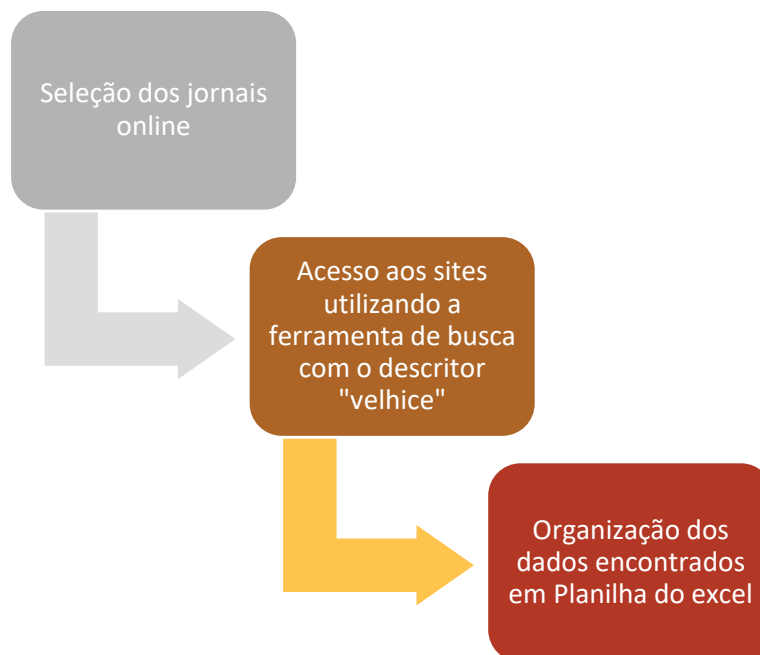 Seleção dos jornais
online
Acesso aos sites
utilizando a
ferramenta de busca
com o descritor
"velhice"
Organização dos
dados encontrados
em Planilha do excel